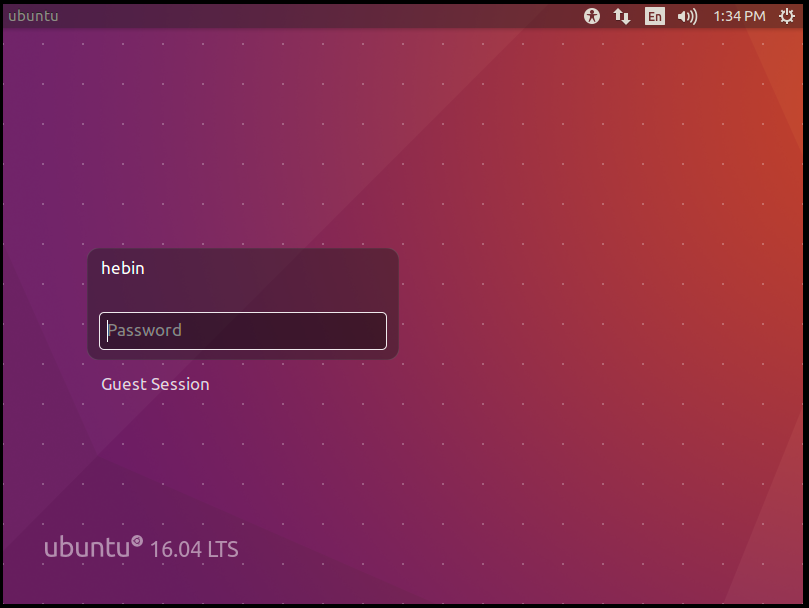 ubuntu En 1:34 PM
hebin
Password
Guest Session
ubuntu 16.04 LTS